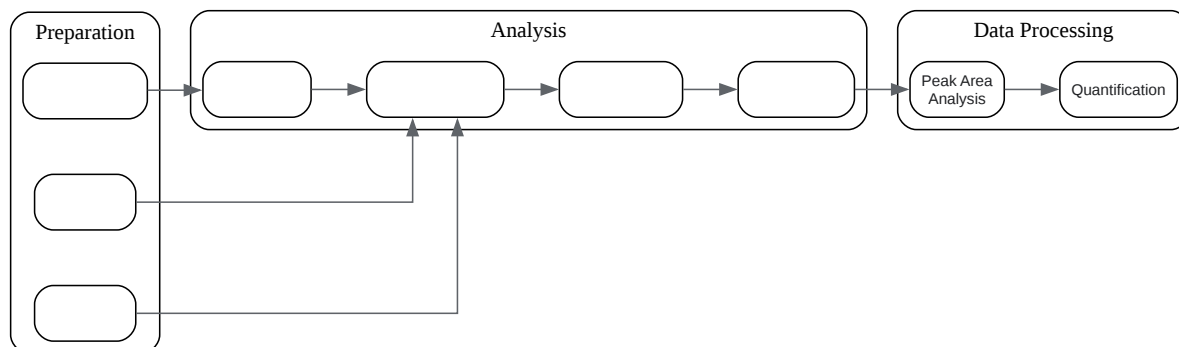 Preparation
Analysis
Data Processing
Peak Area
Analysis
Quantification